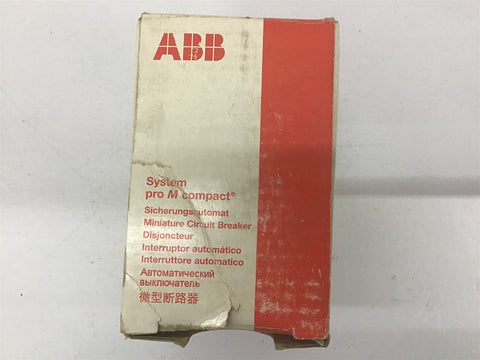 ABB
System
pro M compact®
Sicherungsautomat
Miniature Circuit Breaker
Disjoncteur
Interruptor automático
Interruttore automatico
Автоматический
выключатель
微型断路器